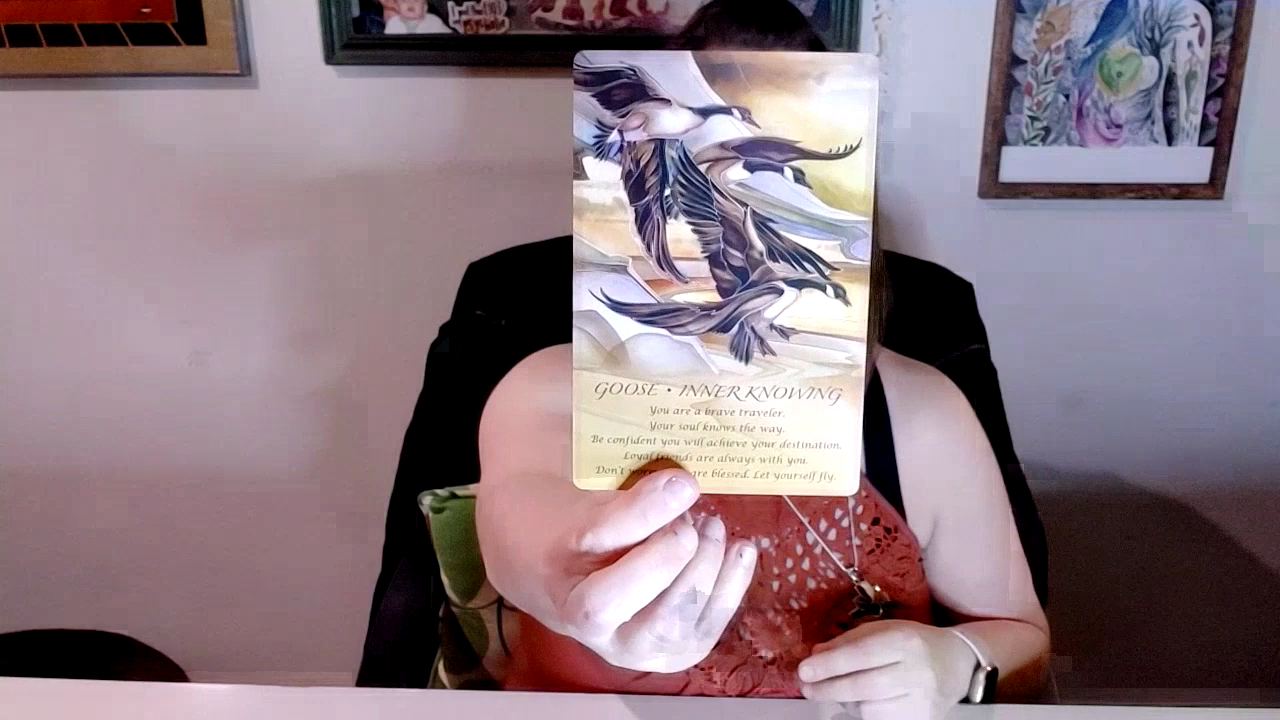 GOOSE • INNER KNOWING
You are a brave traveler.
Your soul knows the way.
Be confident you will achieve your destination.
Loyal friends are always with you.
Don't are blessed. Let yourself fly.